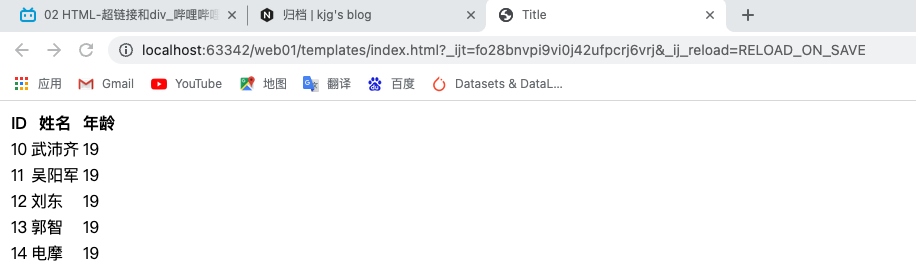 02 HTML-超链接和div_哔哩哔哩 归档 | kjg's blog Title
localhost:63342/web01/templates/index.html?_ijt=fo28bnvpi9vi0j42ufpcrj6vrj&_ij_reload=RELOAD_ON_SAVE
应用 Gmail YouTube 地图 翻译 百度 Datasets & DataL...
ID 姓名 年龄
10 武沛齐 19
11 吴阳军 19
12 刘东 19
13 郭智 19
14 电摩 19